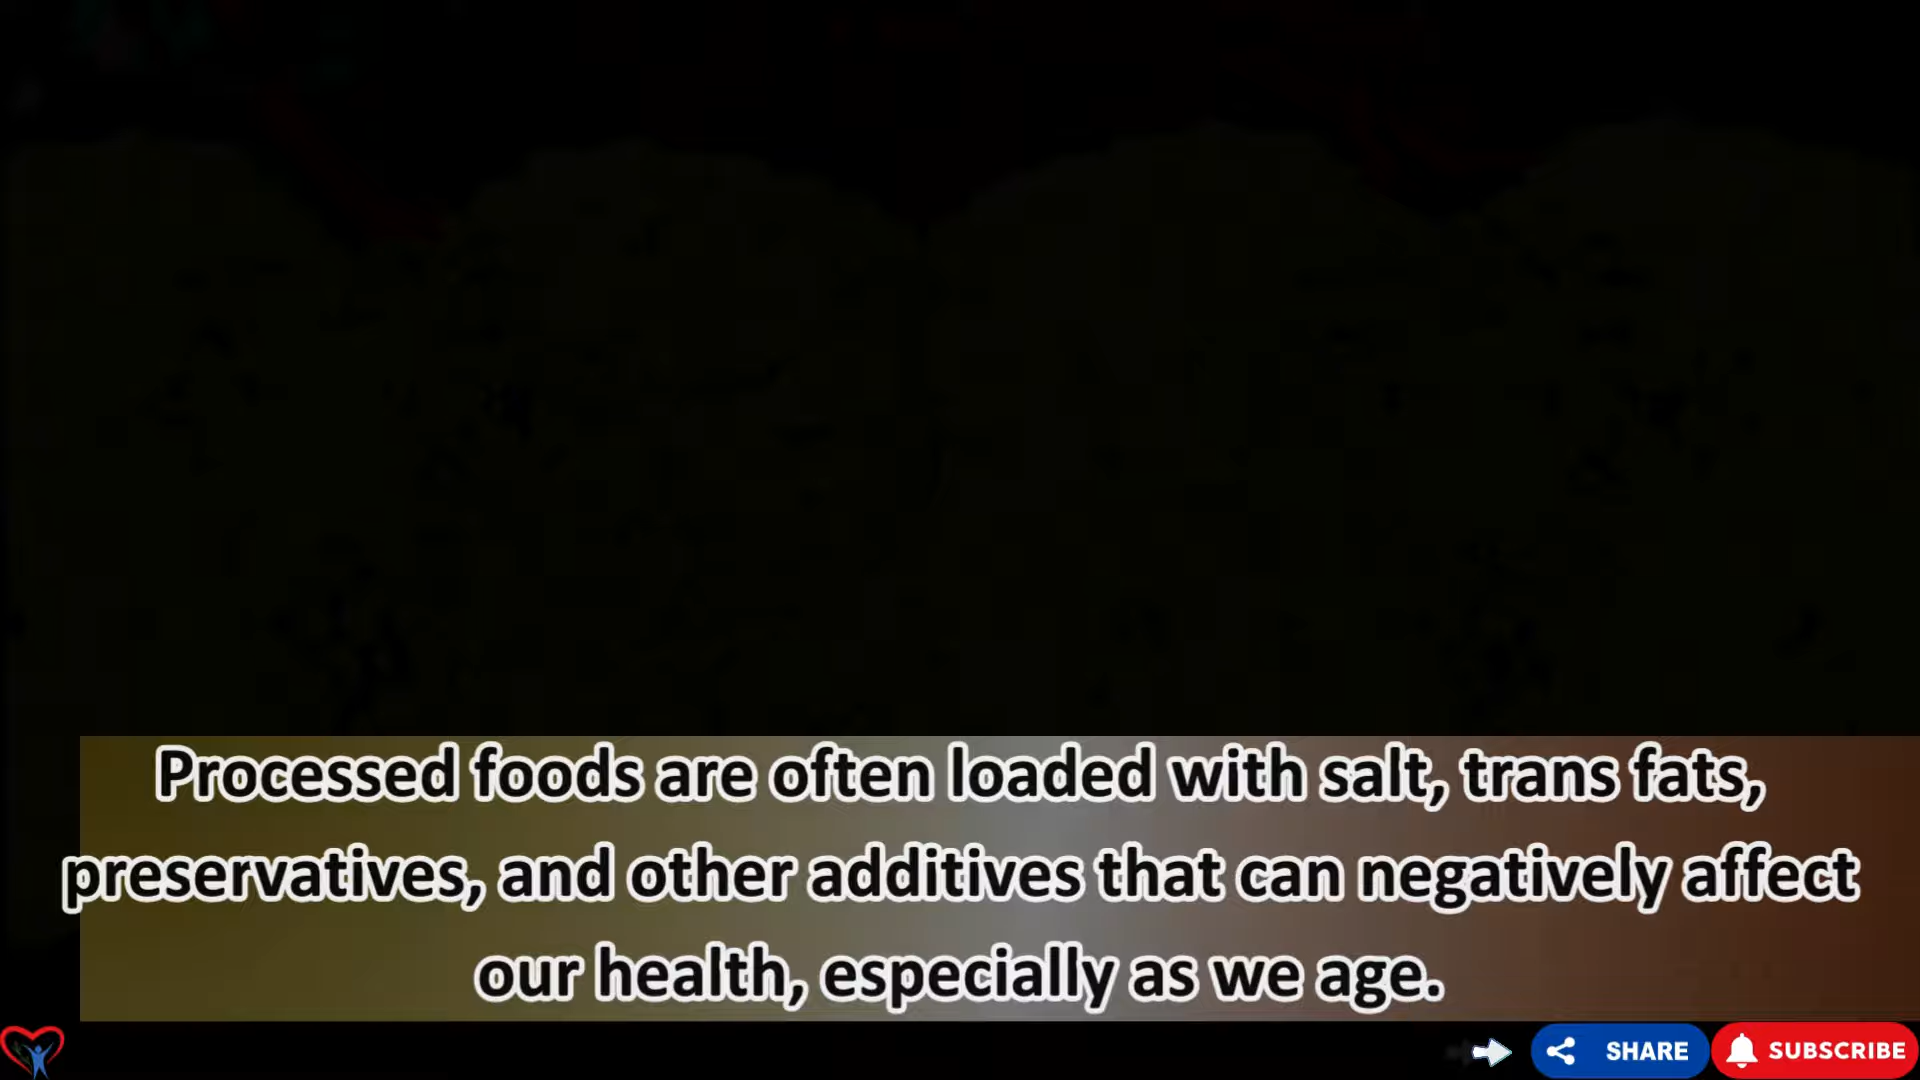 Processed foods are often loaded with salt, trans fats,
preservatives, and other additives that can negatively affect
our health, especially as we age.
SHARE
SUBSCRIBE